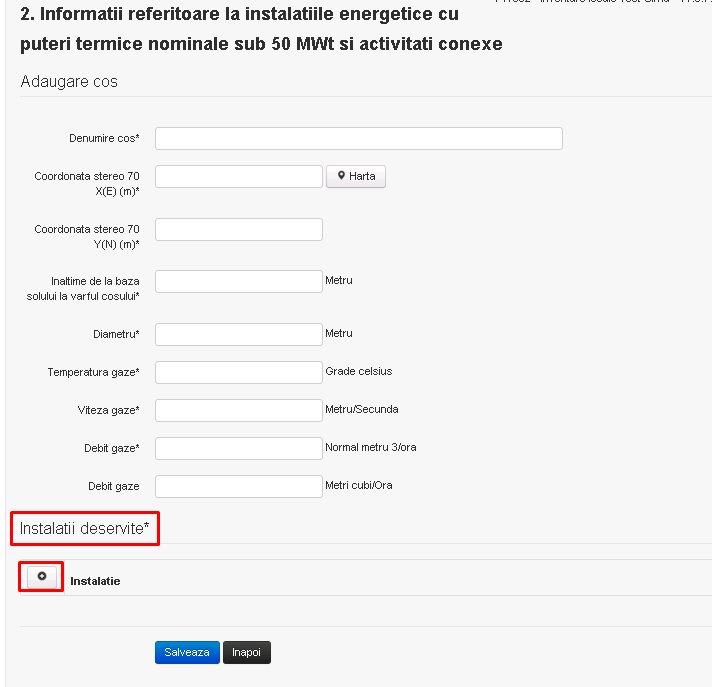 2. Informatii referitoare la instalatiile energetice cu
puteri termice nominale sub 50 MWt si activitati conexe
Adaugare cos
Denumire cos*
Coordonata stereo 70
X(E) (m)*
Harta
Coordonata stereo 70
Y(N) (m)*
Inaltime de la baza
solului la varful cosului*
Metru
Diametru*
Metru
Temperatura gaze*
Grade celsius
Viteza gaze*
Metru/Secunda
Debit gaze*
Normal metru 3/ora
Debit gaze
Metri cubi/Ora
Instalatii deservite*
Instalatie
Salveaza
Inapoi